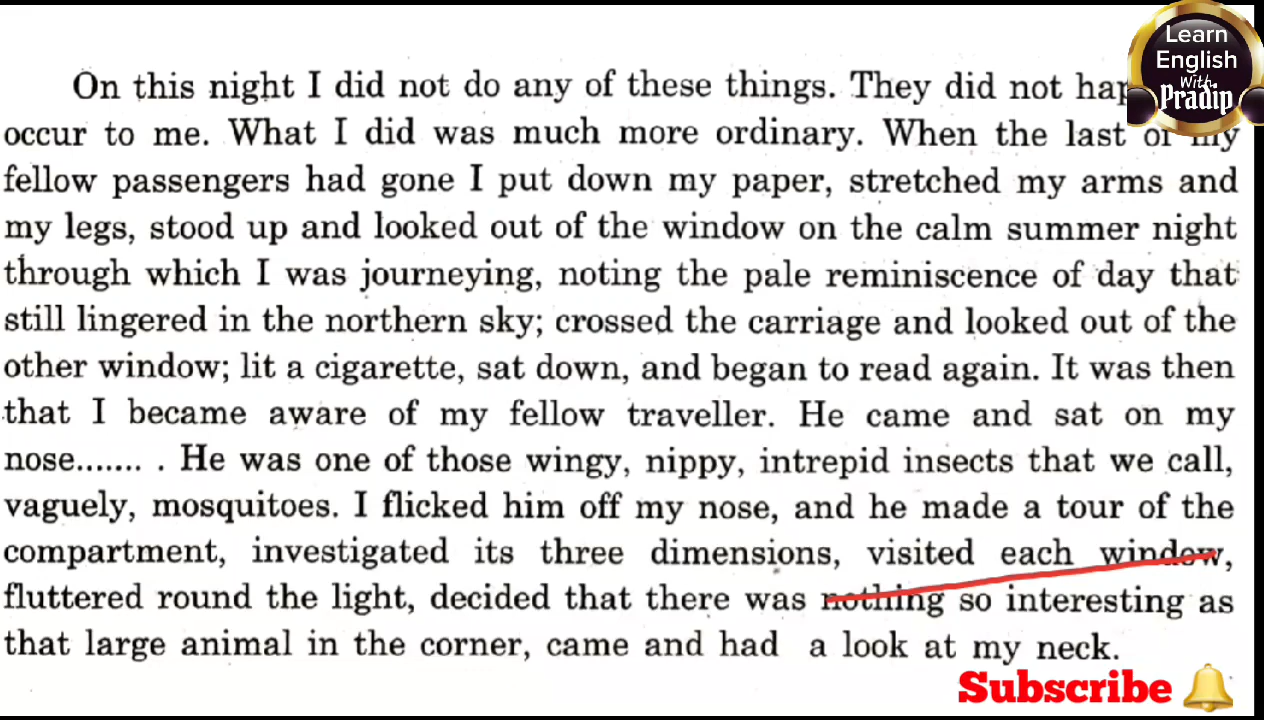 Learn
English
With
Pradip
On this night I did not do any of these things. They did not
occur to me. What I did was much more ordinary. When the last of my
fellow passengers had gone I put down my paper, stretched my arms and
my legs, stood up and looked out of the window on the calm summer night
through which I was journeying, noting the pale reminiscence of day that
still lingered in the northern sky; crossed the carriage and looked out of the
other window; lit a cigarette, sat down, and began to read again. It was then
that I became aware of my fellow traveller. He came and sat on my
nose....... . He was one of those wingy, nippy, intrepid insects that we call,
vaguely, mosquitoes. I flicked him off my nose, and he made a tour of the
compartment, investigated its three dimensions, visited each window,
fluttered round the light, decided that there was nothing so interesting as
that large animal in the corner, came and had a look at my neck.
Subscribe